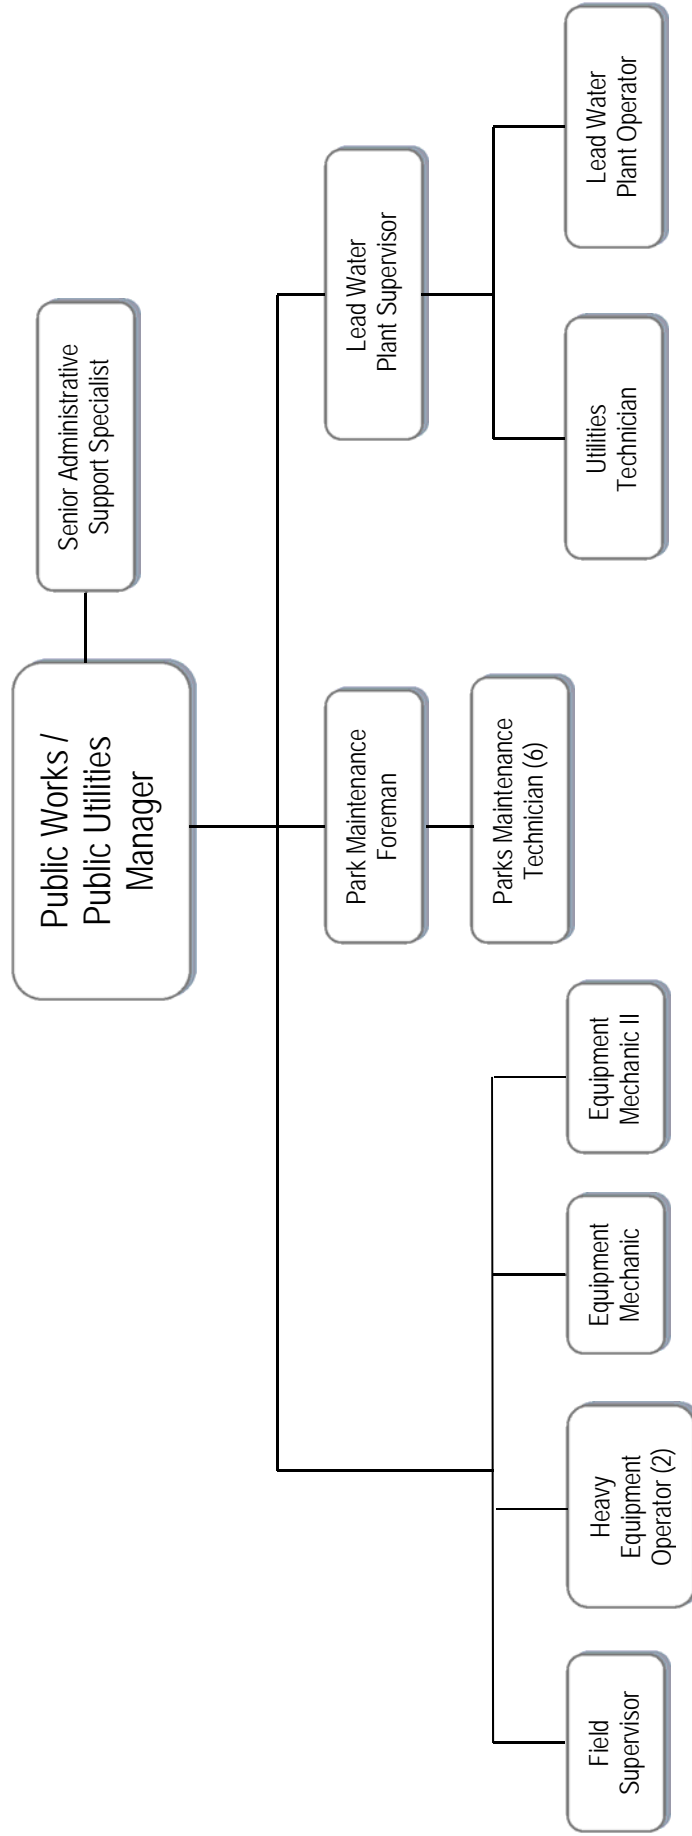 Public Works /
Public Utilities
Manager
Senior Administrative
Support Specialist
Park Maintenance
Foreman
Lead Water
Plant Supervisor
Parks Maintenance
Technician (6)
Field
Supervisor
Heavy
Equipment
Operator (2)
Equipment
Mechanic
Equipment
Mechanic II
Utilities
Technician
Lead Water
Plant Operator